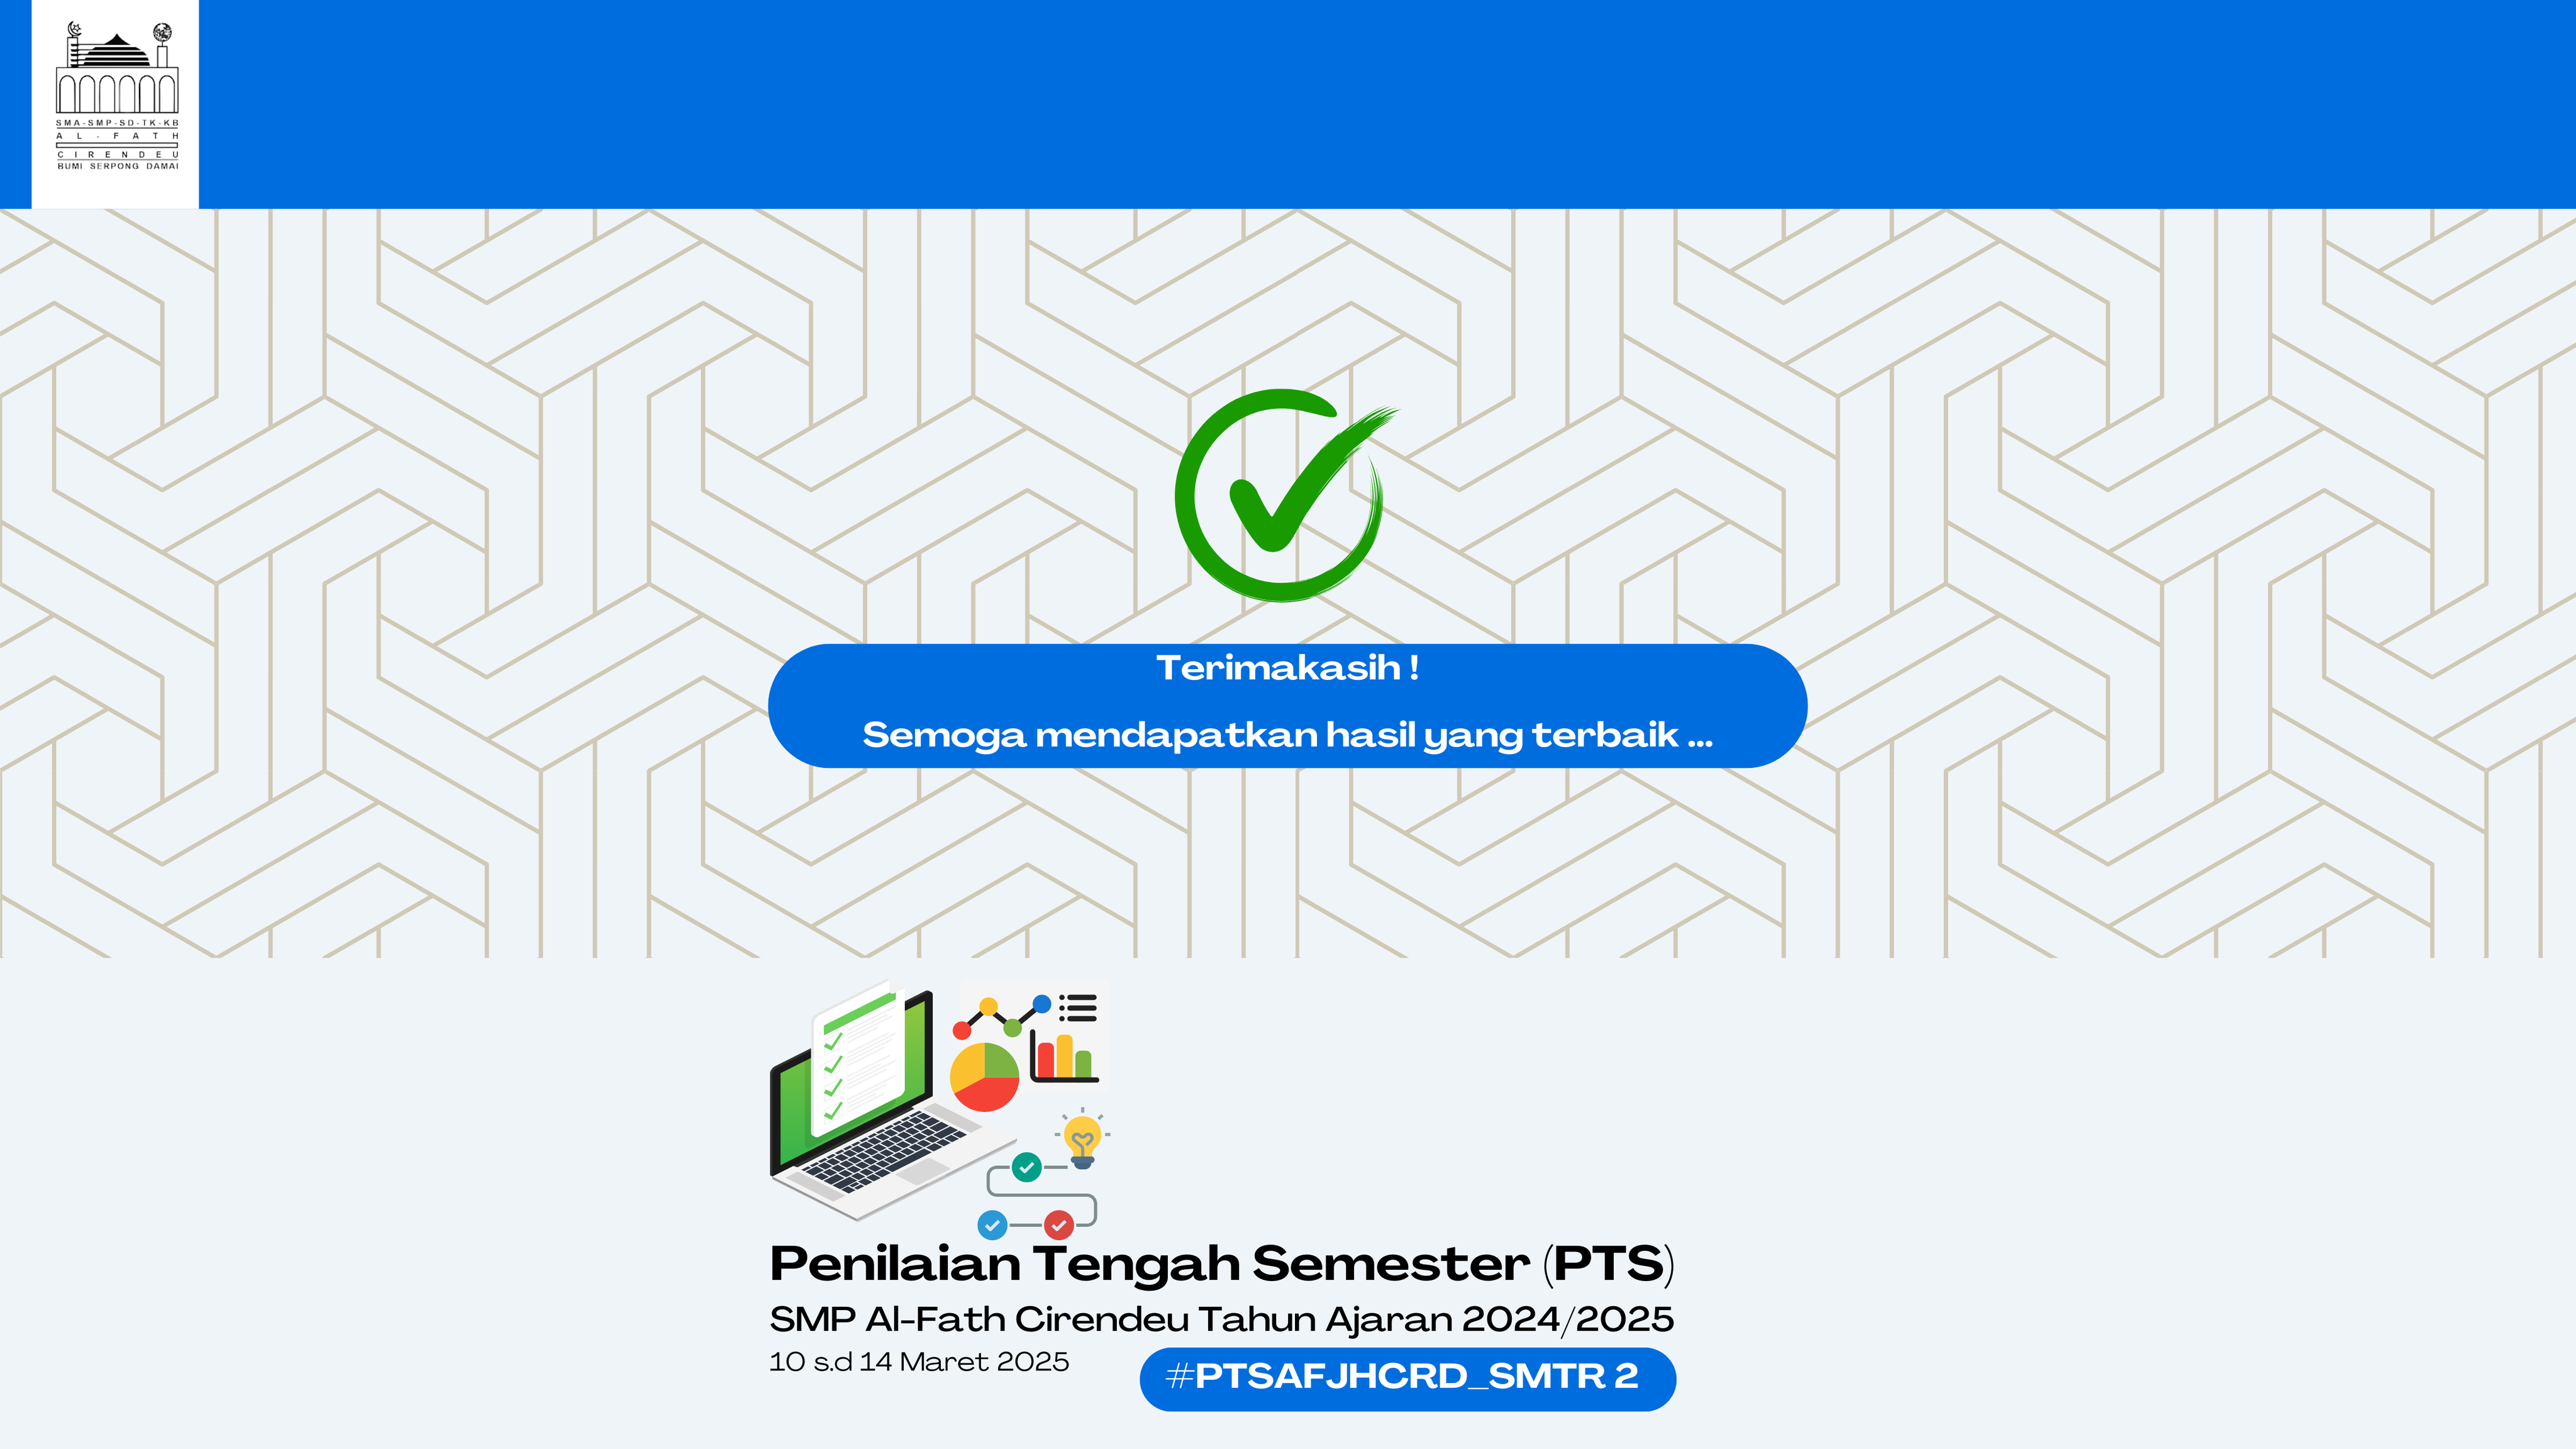 SMA-SMP-SD-TK-KB
AL-FATH
CIRENDEU
BUMI SERPONG DAMAI
Terimakasih !
Semoga mendapatkan hasil yang terbaik ...
Penilaian Tengah Semester (PTS)
SMP Al-Fath Cirendeu Tahun Ajaran 2024/2025
10 s.d 14 Maret 2025
#PTSAFJHCRD_SMTR 2